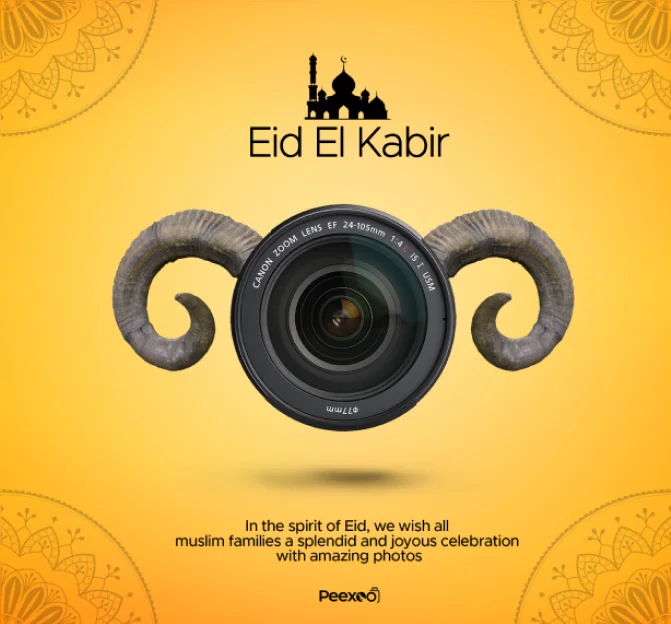 Eid El Kabir
CANON ZOOM LENS EF 24-105mm 1:4 L IS II USM
φ77mm
In the spirit of Eid, we wish all
muslim families a splendid and joyous celebration
with amazing photos
Peexoo